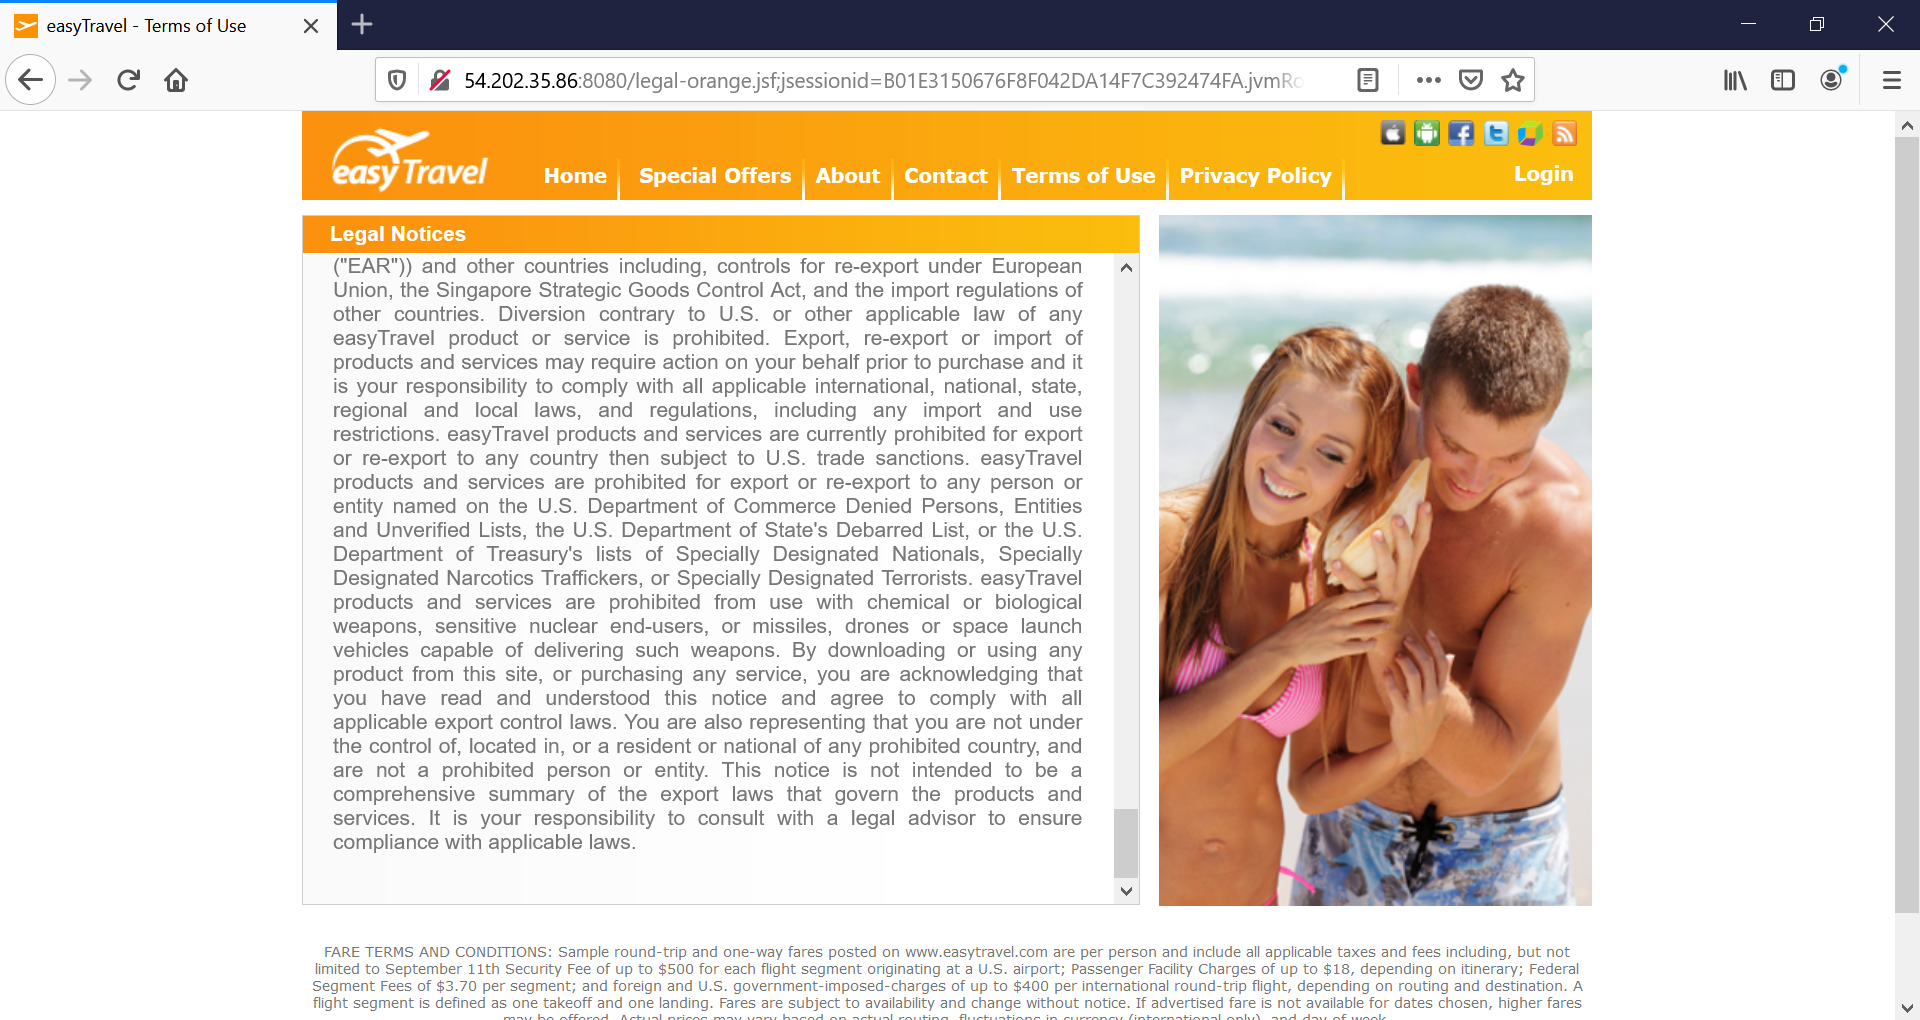 easyTravel - Terms of Use
54.202.35.86:8080/legal-orange.jsf;jsessionid=B01E3150676F8F042DA14F7C392474FA.jvmRo
easyTravel
Home Special Offers About Contact Terms of Use Privacy Policy Login
Legal Notices
("EAR")) and other countries including, controls for re-export under European
Union, the Singapore Strategic Goods Control Act, and the import regulations of
other countries. Diversion contrary to U.S. or other applicable law of any
easyTravel product or service is prohibited. Export, re-export or import of
products and services may require action on your behalf prior to purchase and it
is your responsibility to comply with all applicable international, national, state,
regional and local laws, and regulations, including any import and use
restrictions. easyTravel products and services are currently prohibited for export
or re-export to any country then subject to U.S. trade sanctions. easyTravel
products and services are prohibited for export or re-export to any person or
entity named on the U.S. Department of Commerce Denied Persons, Entities
and Unverified Lists, the U.S. Department of State's Debarred List, or the U.S.
Department of Treasury's lists of Specially Designated Nationals, Specially
Designated Narcotics Traffickers, or Specially Designated Terrorists. easyTravel
products and services are prohibited from use with chemical or biological
weapons, sensitive nuclear end-users, or missiles, drones or space launch
vehicles capable of delivering such weapons. By downloading or using any
product from this site, or purchasing any service, you are acknowledging that
you have read and understood this notice and agree to comply with all
applicable export control laws. You are also representing that you are not under
the control of, located in, or a resident or national of any prohibited country, and
are not a prohibited person or entity. This notice is not intended to be a
comprehensive summary of the export laws that govern the products and
services. It is your responsibility to consult with a legal advisor to ensure
compliance with applicable laws.
FARE TERMS AND CONDITIONS: Sample round-trip and one-way fares posted on www.easytravel.com are per person and include all applicable taxes and fees including, but not
limited to September 11th Security Fee of up to $500 for each flight segment originating at a U.S. airport; Passenger Facility Charges of up to $18, depending on itinerary; Federal
Segment Fees of $3.70 per segment; and foreign and U.S. government-imposed-charges of up to $400 per international round-trip flight, depending on routing and destination. A
flight segment is defined as one takeoff and one landing. Fares are subject to availability and change without notice. If advertised fare is not available for dates chosen, higher fares
may be offered. Actual prices may vary based on actual routing, fluctuations in currency (international only), and day of week